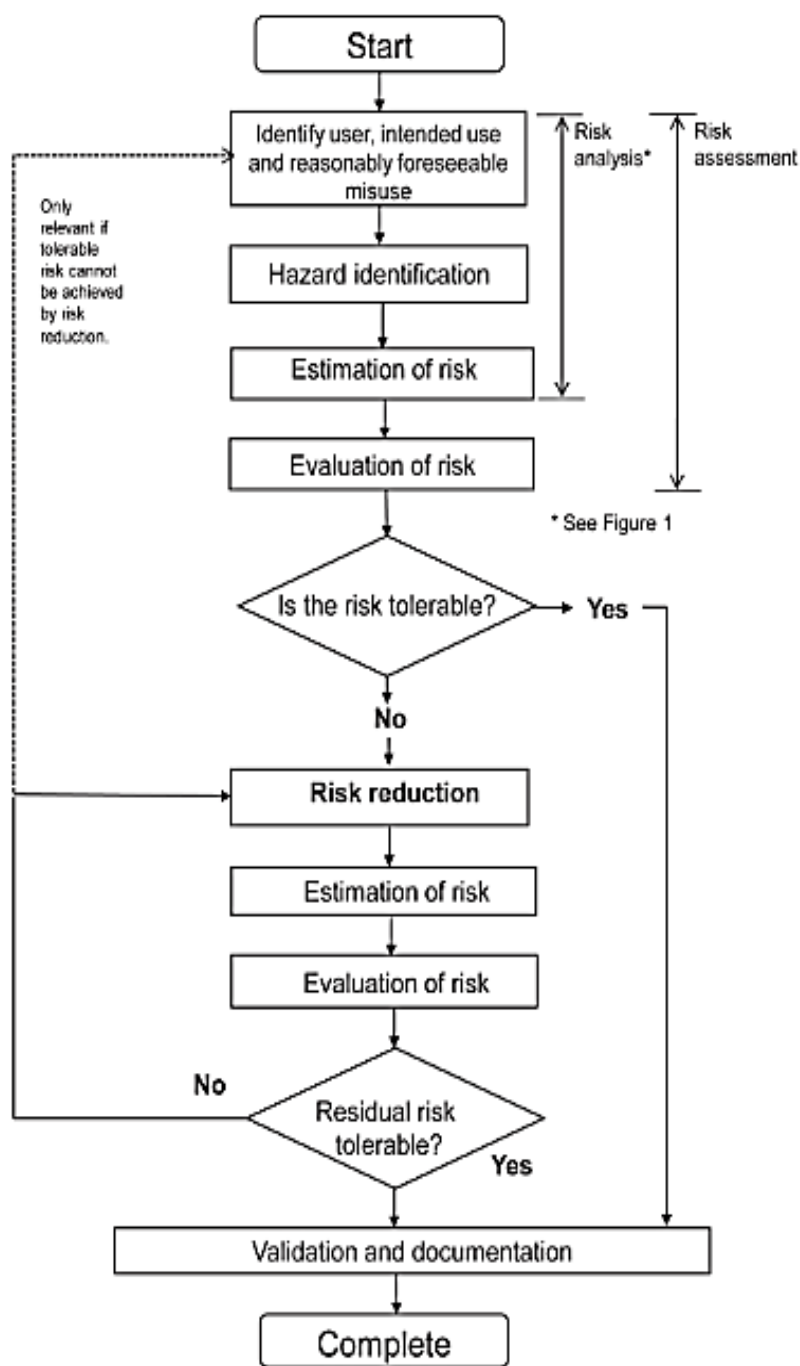 Start
Identify user, intended use
and reasonably foreseeable
misuse
Risk
analysis*
Risk
assessment
Only
relevant if
tolerable
risk cannot
be achieved
by risk
reduction.
Hazard identification
Estimation of risk
Evaluation of risk
* See Figure 1
Is the risk tolerable?
Yes
No
Risk reduction
Estimation of risk
Evaluation of risk
No
Residual risk
tolerable?
Yes
Validation and documentation
Complete